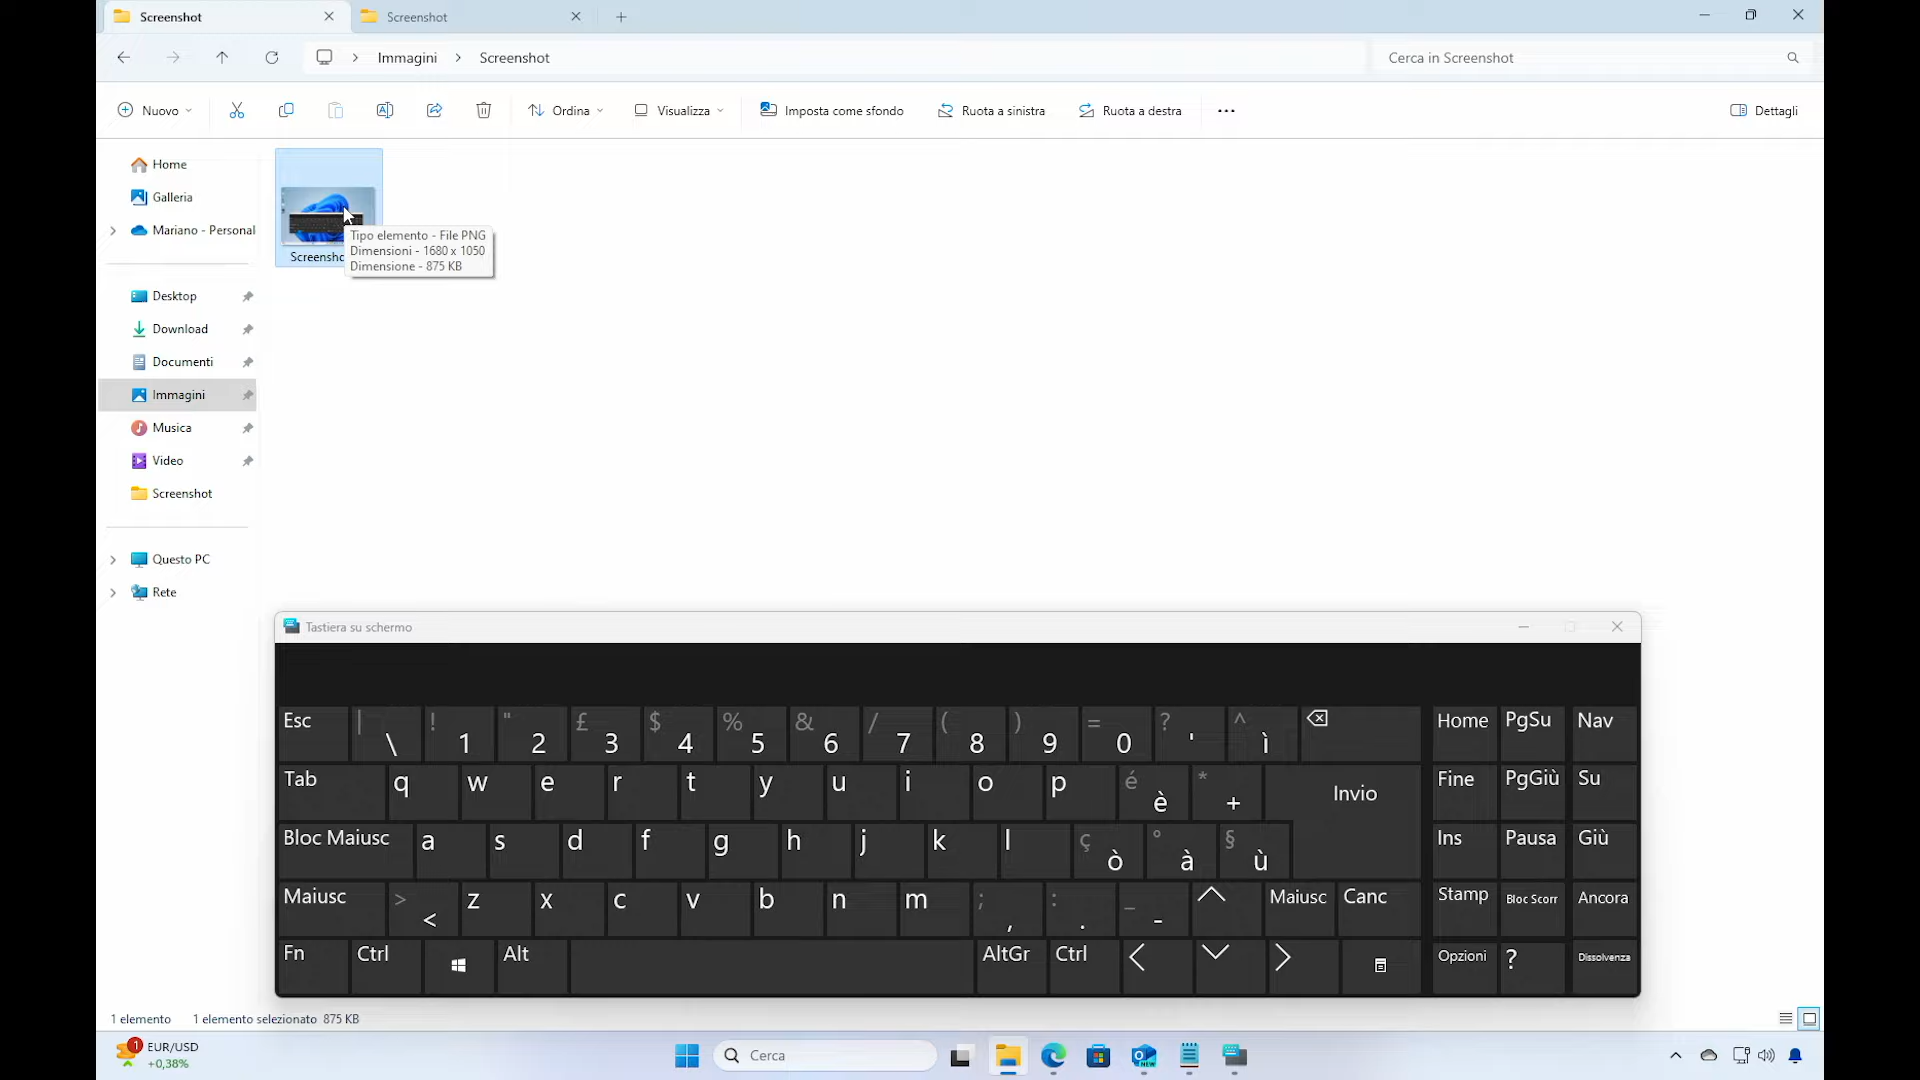 Screenshot
Screenshot
Immagini
Screenshot
Cerca in Screenshot
Nuovo
Ordina
Visualizza
Imposta come sfondo
Ruota a sinistra
Ruota a destra
Dettagli
Home
Galleria
Mariano - Personal
Desktop
Download
Documenti
Immagini
Musica
Video
Screenshot
Questo PC
Rete
Screensho
Tipo elemento - File PNG
Dimensioni - 1680 x 1050
Dimensione - 875 KB
Tastiera su schermo
Esc | \ ! 1 " 2 £ 3 $ 4 % 5 & 6 / 7 ( 8 ) 9 = 0 ? ' ^ ì Home PgSu Nav
Tab q w e r t y u i o p é è * + Invio Fine PgGiù Su
Bloc Maiusc a s d f g h j k l ç ò ° à § ù Ins Pausa Giù
Maiusc > < z x c v b n m ; , : . _ - Maiusc Canc Stamp Bloc Scorr Ancora
Fn Ctrl Alt AltGr Ctrl Opzioni ? Dissolvenza
1 elemento 1 elemento selezionato 875 KB
1
EUR/USD
+0,38%
Cerca
NEW